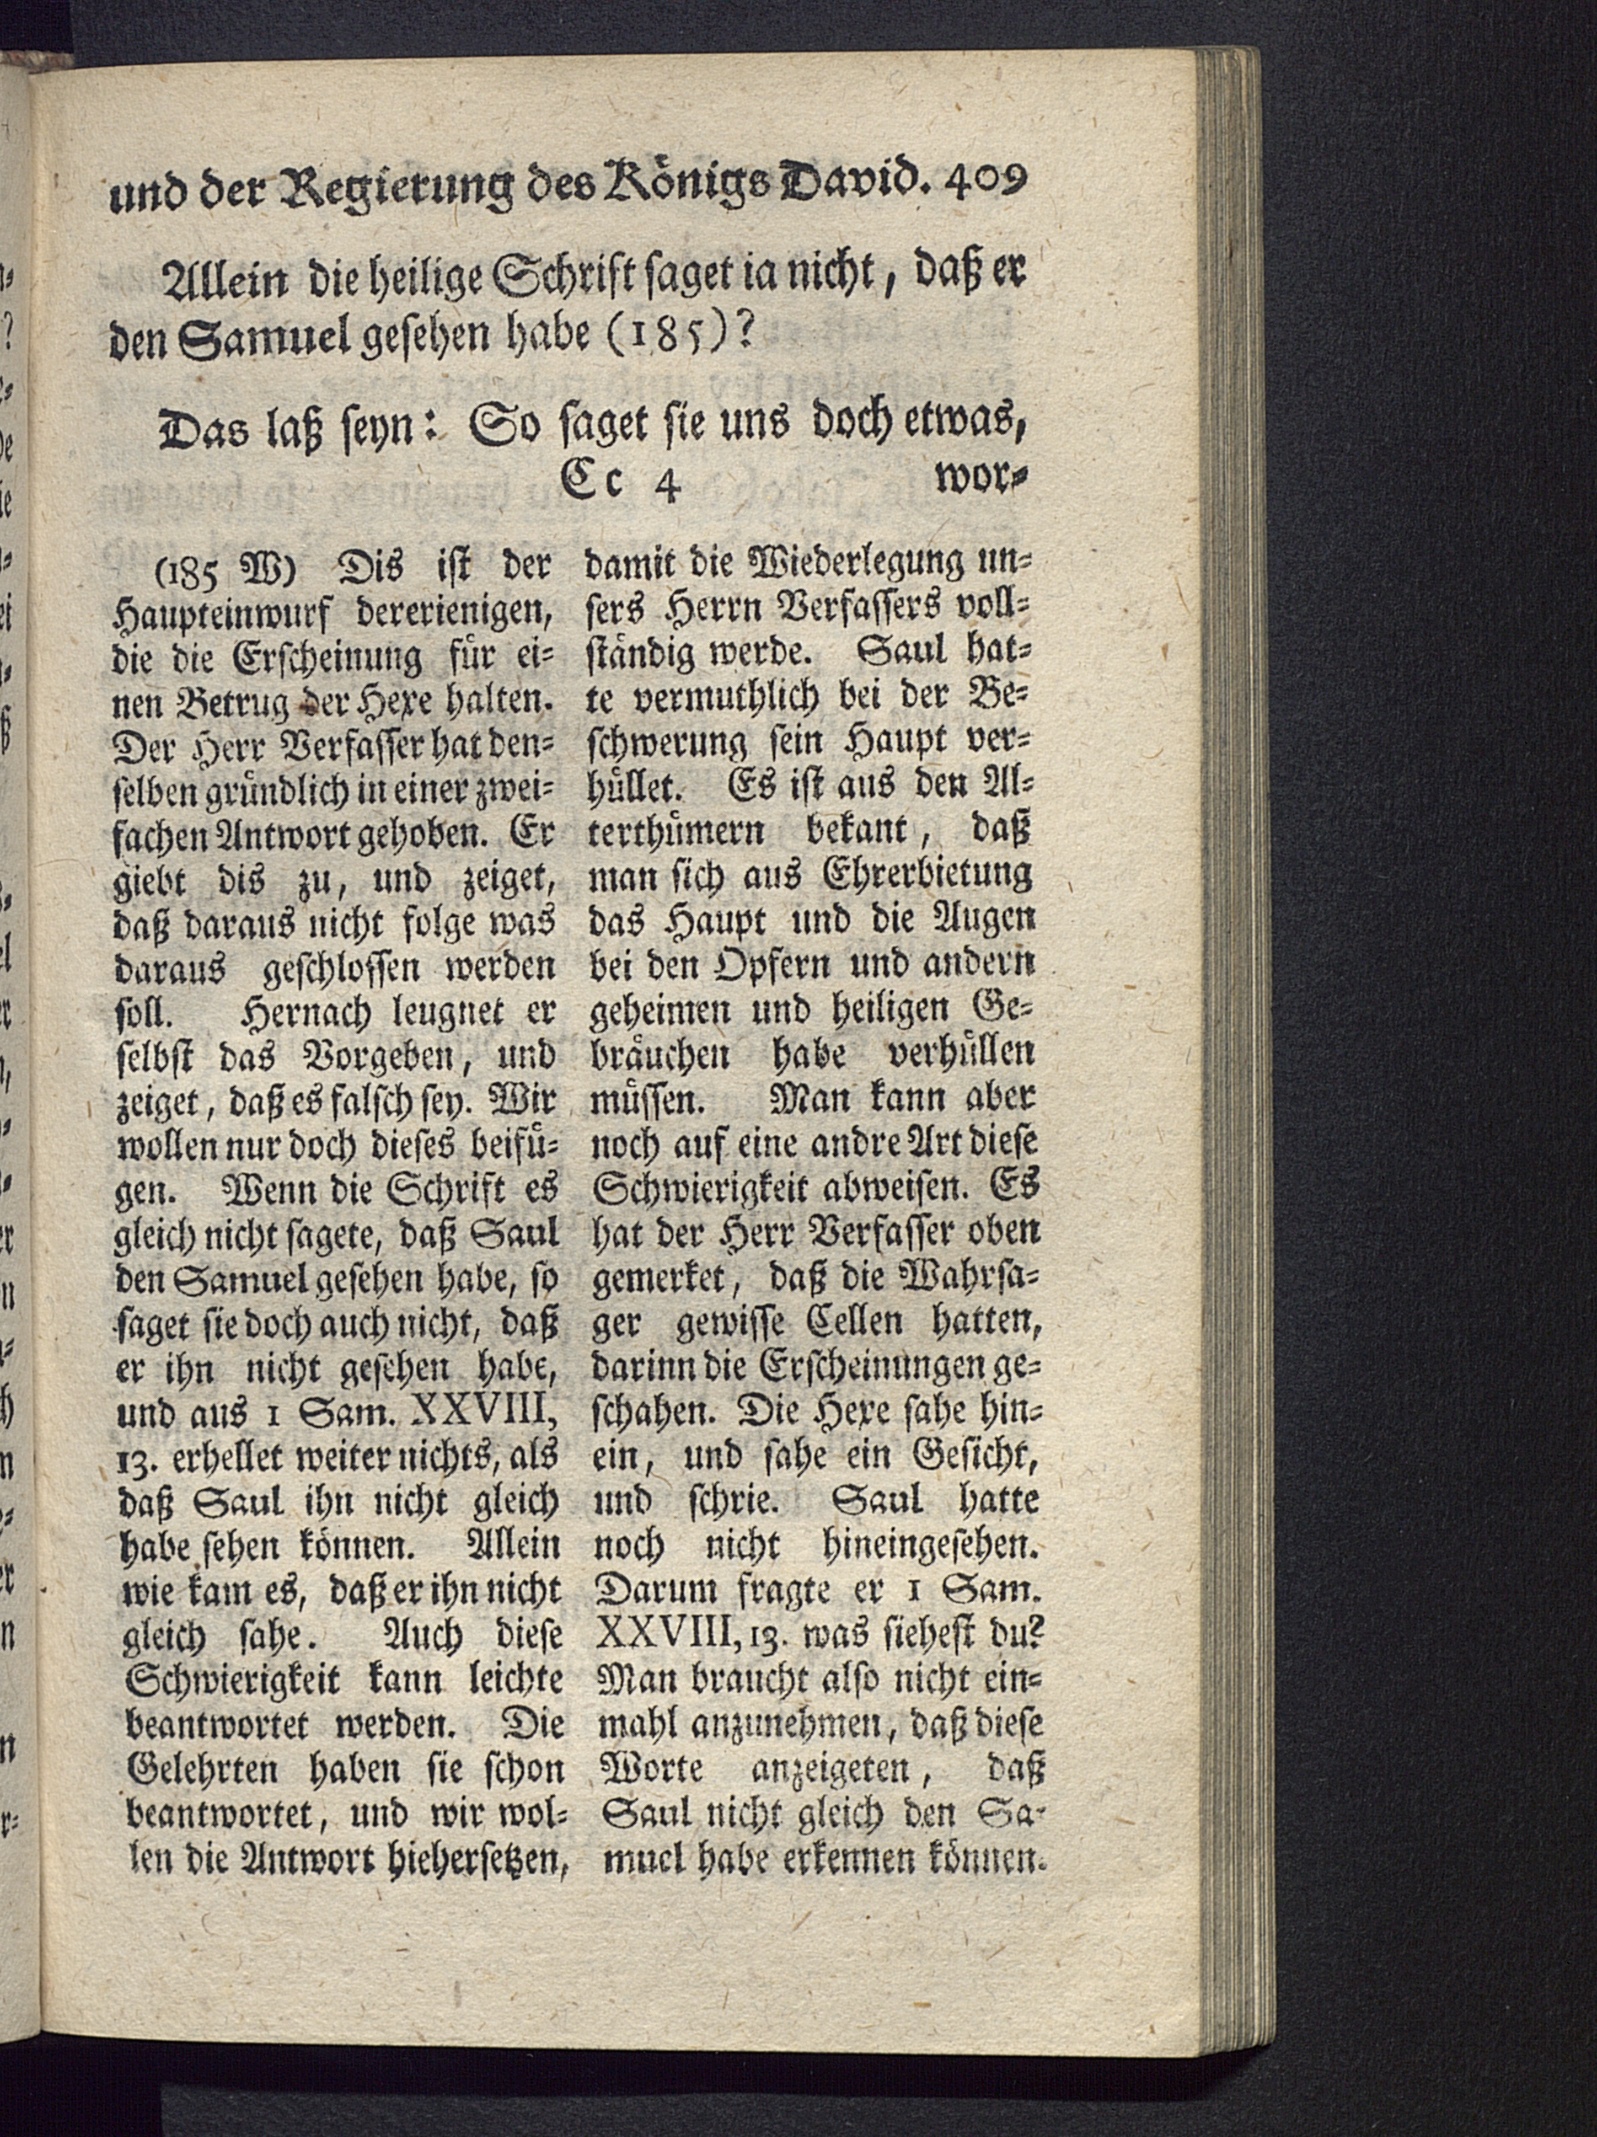 und der Regierung des Königs David. 409
Allein die heilige Schrift saget ia nicht, daß er
den Samuel gesehen habe (185)?
Das laß seyn: So saget sie uns doch etwas,
Cc 4 wor-
(185 W) Dis ist der
Haupteinwurf dererienigen,
die die Erscheinung für ei-
nen Betrug der Hexe halten.
Der Herr Verfasser hat den-
selben gründlich in einer zwei-
fachen Antwort gehoben. Er
giebt dis zu, und zeiget,
daß daraus nicht folge was
daraus geschlossen werden
soll. Hernach leugnet er
selbst das Vorgeben, und
zeiget, daß es falsch sey. Wir
wollen nur doch dieses beifü-
gen. Wenn die Schrift es
gleich nicht sagete, daß Saul
den Samuel gesehen habe, so
saget sie doch auch nicht, daß
er ihn nicht gesehen habe,
und aus 1 Sam. XXVIII,
13. erhellet weiter nichts, als
daß Saul ihn nicht gleich
habe sehen können. Allein
wie kam es, daß er ihn nicht
gleich sahe. Auch diese
Schwierigkeit kann leichte
beantwortet werden. Die
Gelehrten haben sie schon
beantwortet, und wir wol-
len die Antwort hiehersetzen,
damit die Wiederlegung un-
sers Herrn Verfassers voll-
ständig werde. Saul hat-
te vermuthlich bei der Be-
schwerung sein Haupt ver-
hüllet. Es ist aus den Al-
terthümern bekant, daß
man sich aus Ehrerbietung
das Haupt und die Augen
bei den Opfern und andern
geheimen und heiligen Ge-
bräuchen habe verhüllen
müssen. Man kann aber
noch auf eine andre Art diese
Schwierigkeit abweisen. Es
hat der Herr Verfasser oben
gemerket, daß die Wahrsa-
ger gewisse Cellen hatten,
darinn die Erscheinungen ge-
schahen. Die Hexe sahe hin-
ein, und sahe ein Gesicht,
und schrie. Saul hatte
noch nicht hineingesehen.
Darum fragte er 1 Sam.
XXVIII, 13. was siehest du?
Man braucht also nicht ein-
mahl anzunehmen, daß diese
Worte anzeigeten, daß
Saul nicht gleich den Sa-
muel habe erkennen können.